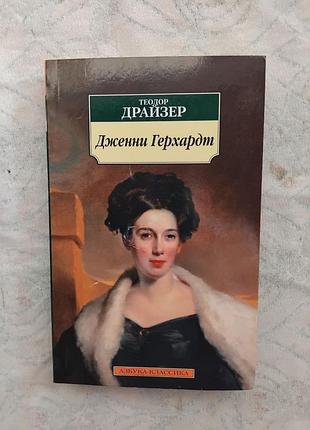 ТЕОДОР
ДРАЙЗЕР
Дженни Герхардт
АЗБУКА-КЛАССИКА